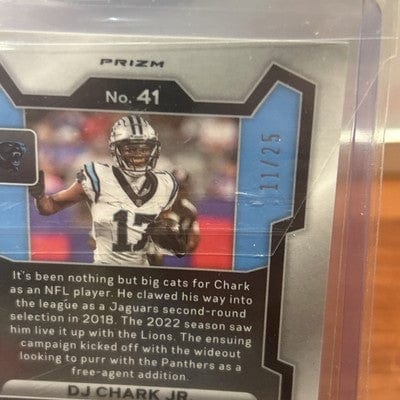 PRIZM
No. 41
11/25
17
It's been nothing but big cats for Chark
as an NFL player. He clawed his way into
the league as a Jaguars second-round
selection in 2018. The 2022 season saw
him live it up with the Lions. The ensuing
campaign kicked off with the wideout
looking to purr with the Panthers as a
free-agent addition.
DJ CHARK JR